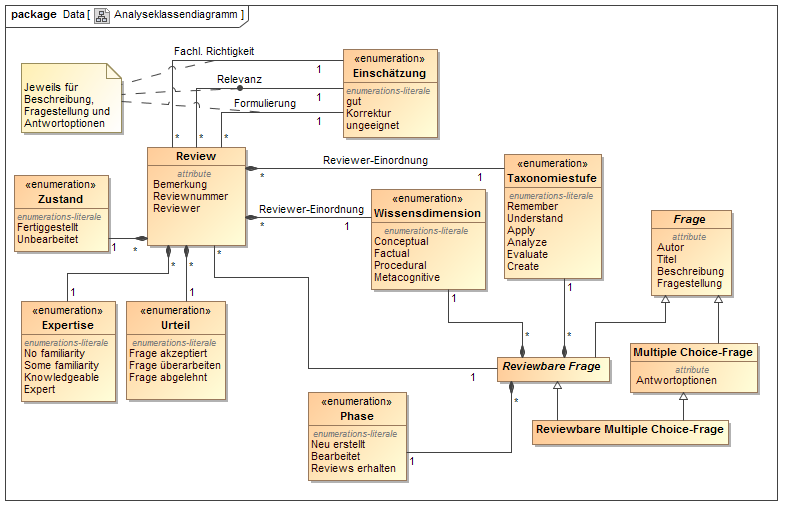 package Data [ Analyseklassendiagramm ]
Jeweils für
Beschreibung,
Fragestellung und
Antwortoptionen
Fachl. Richtigkeit
1
*
Relevanz
1
*
Formulierung
1
*
«enumeration»
Einschätzung
enumerations-literale
gut
Korrektur
ungeeignet
Review
attribute
Bemerkung
Reviewnummer
Reviewer
Reviewer-Einordnung
*
1
Reviewer-Einordnung
*
1
«enumeration»
Taxonomiestufe
enumerations-literale
Remember
Understand
Apply
Analyze
Evaluate
Create
«enumeration»
Wissensdimension
enumerations-literale
Conceptual
Factual
Procedural
Metacognitive
«enumeration»
Zustand
enumerations-literale
Fertiggestellt
Unbearbeitet
1
*
*
1
*
1
*
1
«enumeration»
Expertise
enumerations-literale
No familiarity
Some familiarity
Knowledgeable
Expert
«enumeration»
Urteil
enumerations-literale
Frage akzeptiert
Frage überarbeiten
Frage abgelehnt
Frage
attribute
Autor
Titel
Beschreibung
Fragestellung
1
*
1
*
Reviewbare Frage
*
1
Multiple Choice-Frage
attribute
Antwortoptionen
Reviewbare Multiple Choice-Frage
«enumeration»
Phase
enumerations-literale
Neu erstellt
Bearbeitet
Reviews erhalten